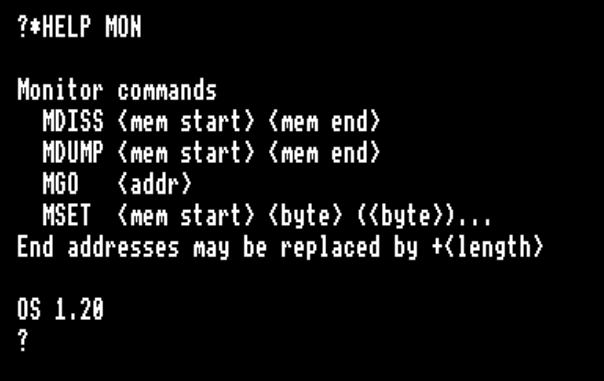 ?*HELP MON
Monitor commands
MDISS <mem start> <mem end>
MDUMP <mem start> <mem end>
MGO <addr>
MSET <mem start> <byte> (<byte>)...
End addresses may be replaced by +<length>
OS 1.20
?